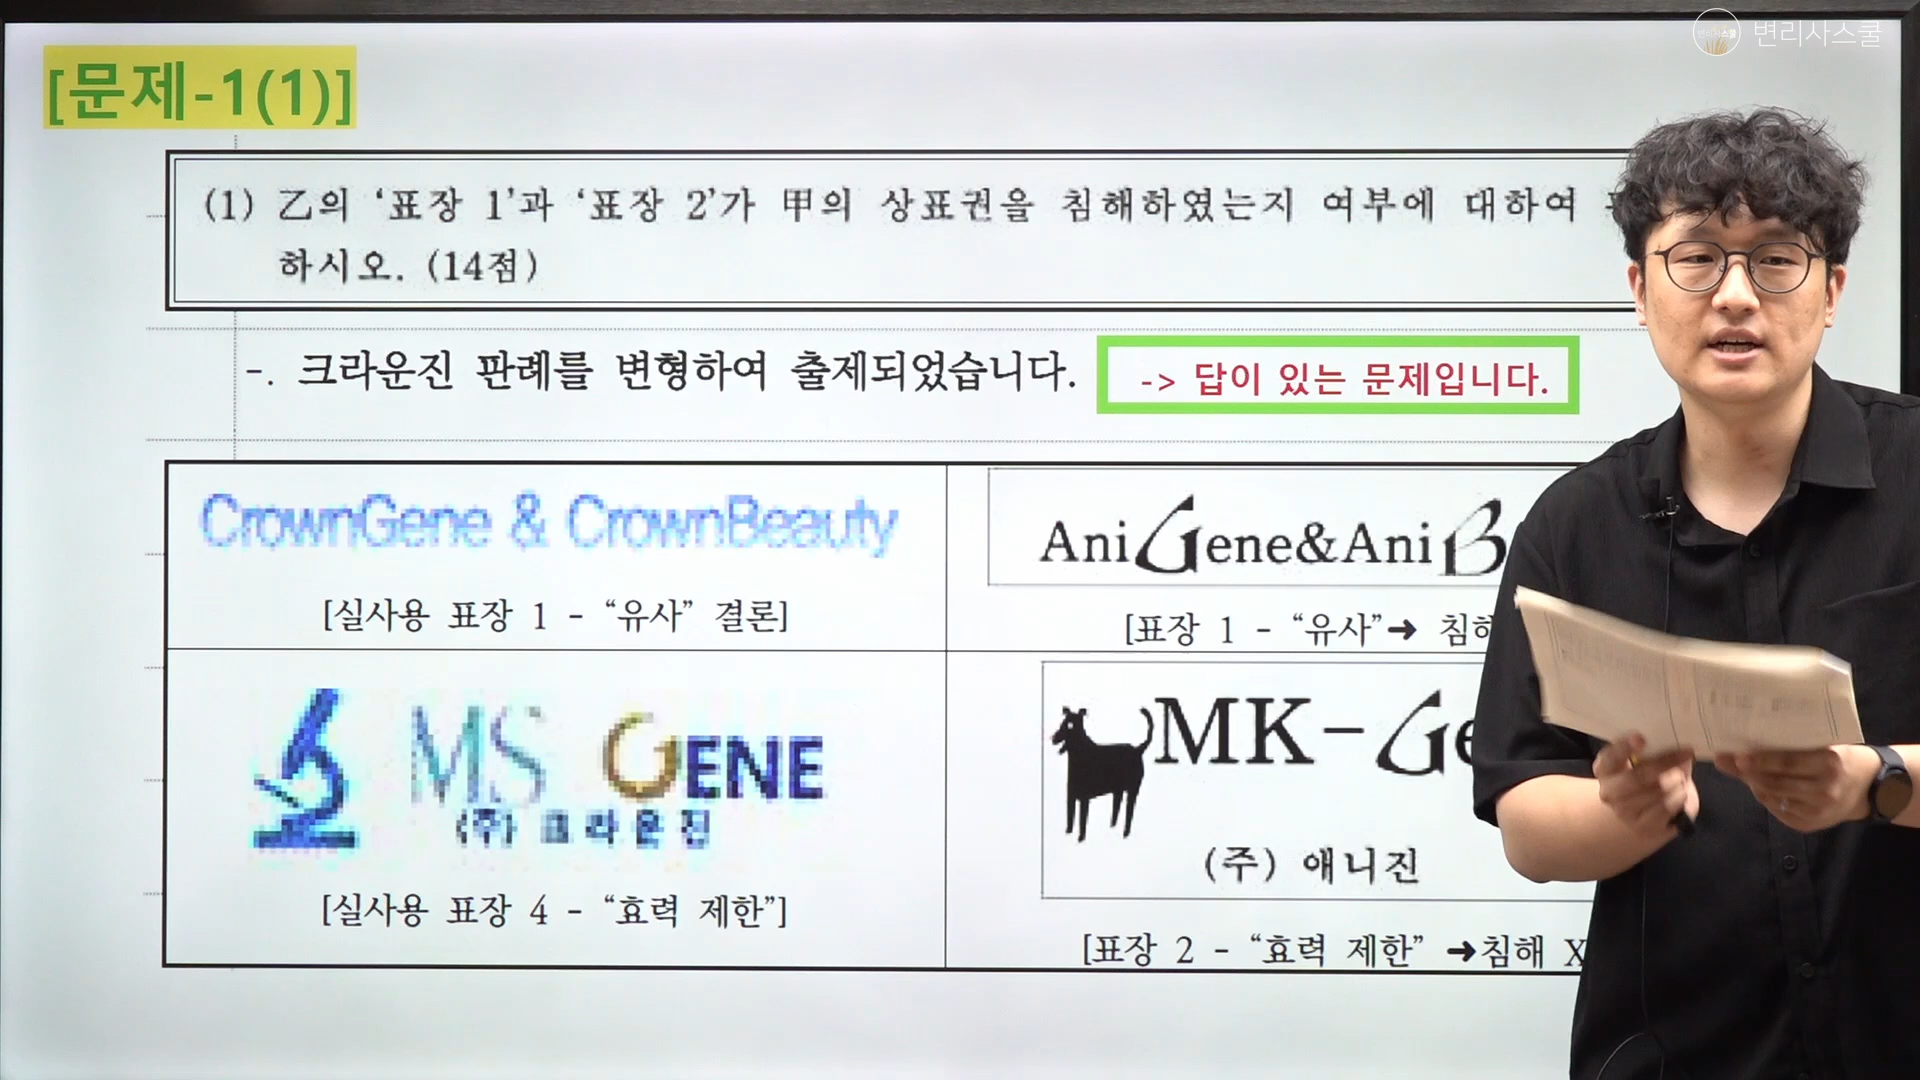 변리사스쿨
[문제-1(1)]
(1) 乙의 ‘표장 1’과 ‘표장 2’가 甲의 상표권을 침해하였는지 여부에 대하여
하시오. (14점)
-. 크라운진 판례를 변형하여 출제되었습니다.
-> 답이 있는 문제입니다.
CrownGene & CrownBeauty
AniGene&AniB
[실사용 표장 1 - “유사” 결론]
[표장 1 - “유사”➜ 침해
MS GENE
(주) 크라운진
MK-Ge
(주) 애니진
[실사용 표장 4 - “효력 제한”]
[표장 2 - “효력 제한” ➜침해 X